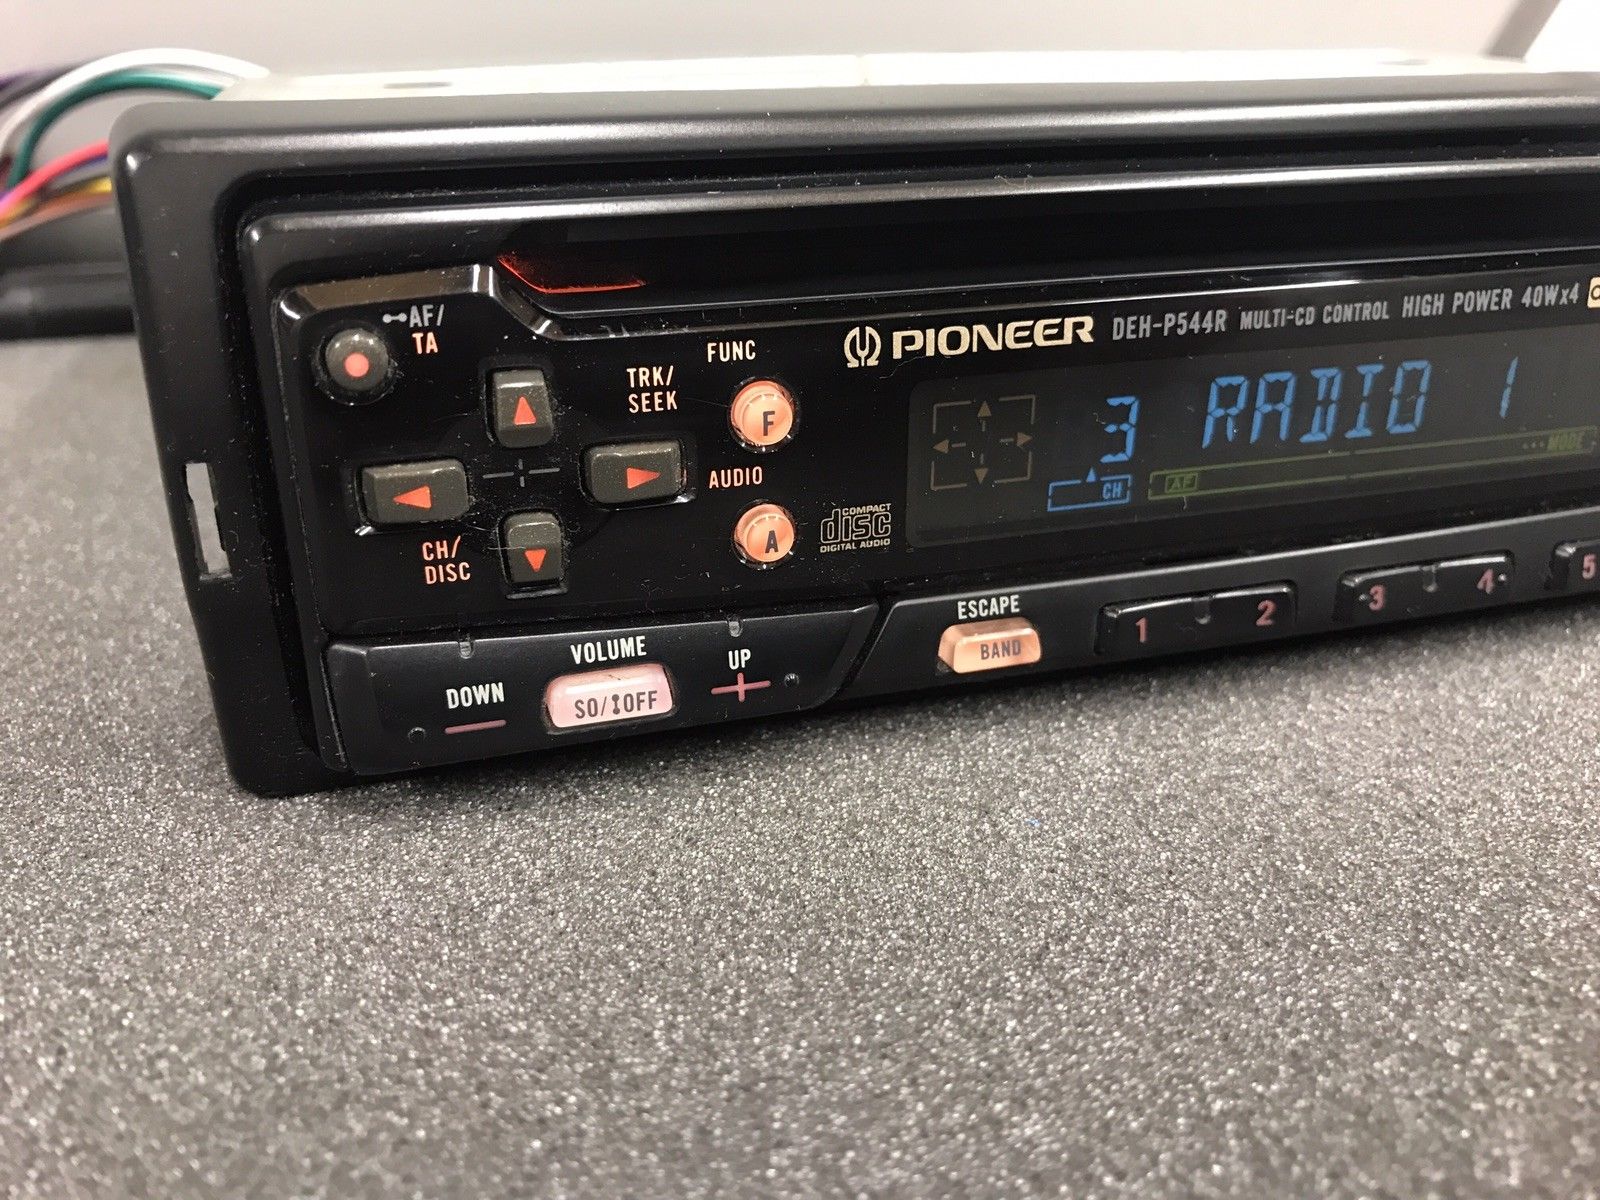 AF/
TA
FUNC
TRK/
SEEK
F
AUDIO
A
CH/
DISC
PIONEER DEH-P544R MULTI-CD CONTROL HIGH POWER 40Wx4
3 RADIO 1
CH AF MODE
COMPACT
disc
DIGITAL AUDIO
VOLUME
DOWN SO/OFF UP
ESCAPE
BAND
1 2 3 4 5